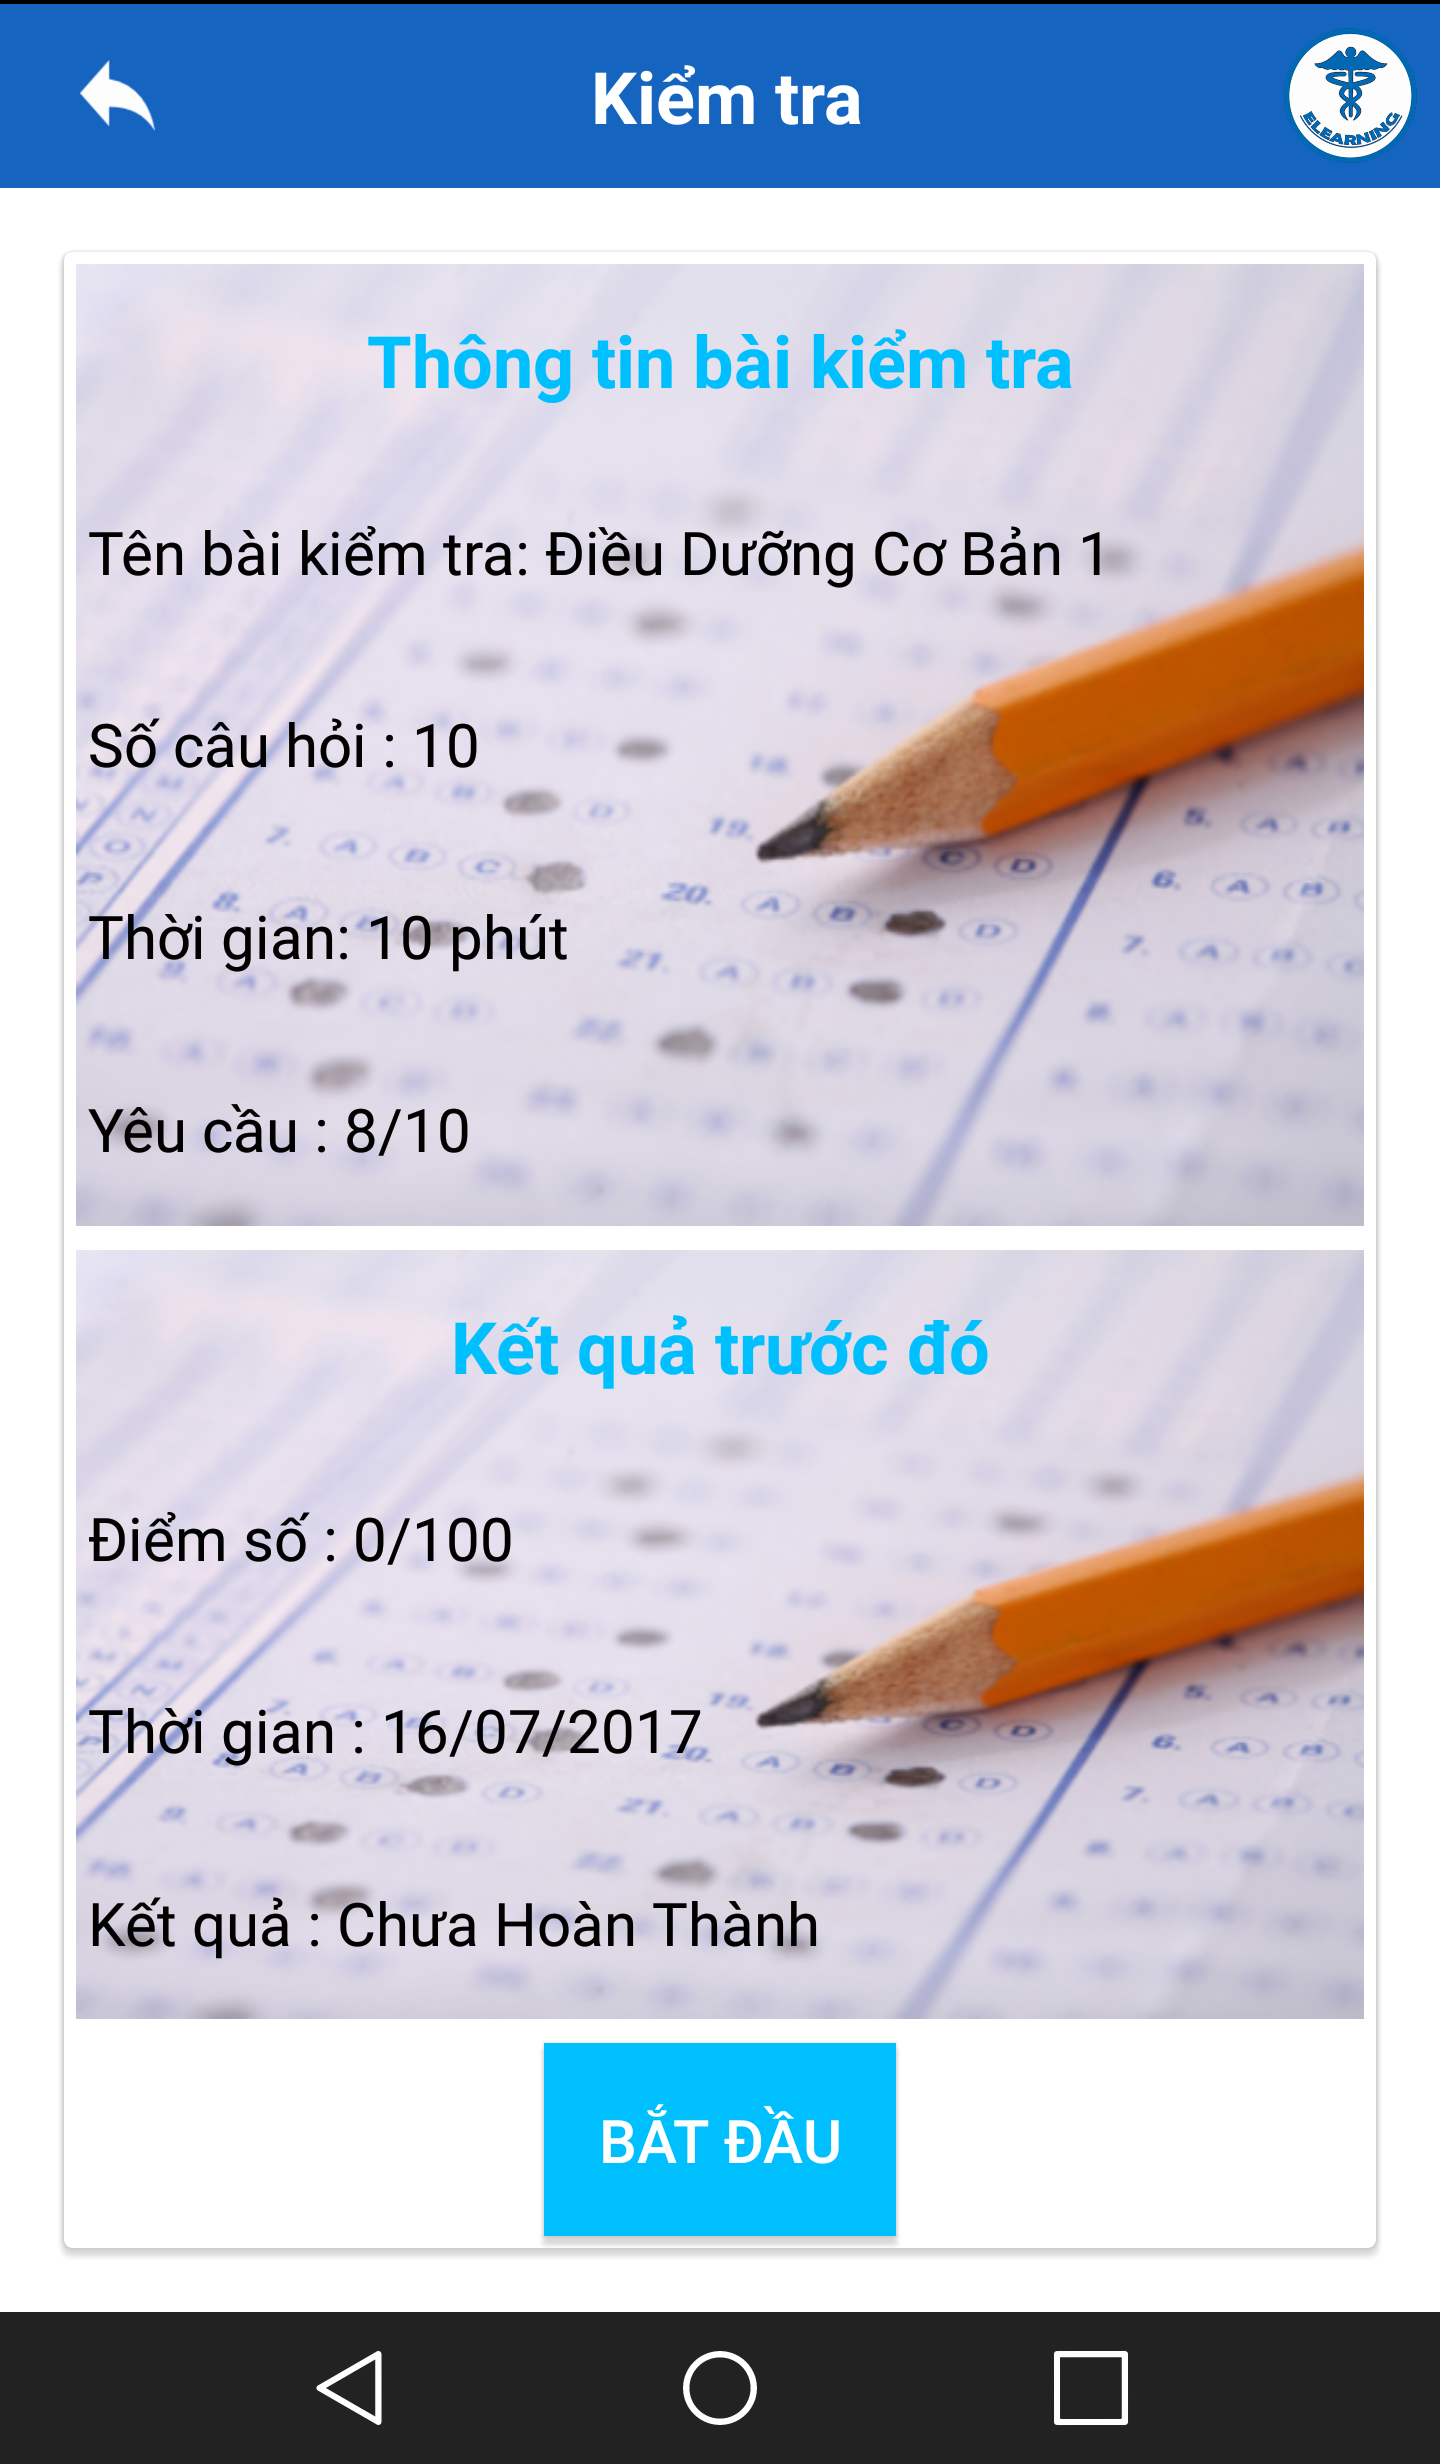 Kiểm tra
ELEARNING
Thông tin bài kiểm tra
Tên bài kiểm tra: Điều Dưỡng Cơ Bản 1
Số câu hỏi : 10
Thời gian: 10 phút
Yêu cầu : 8/10
Kết quả trước đó
Điểm số : 0/100
Thời gian : 16/07/2017
Kết quả : Chưa Hoàn Thành
BẮT ĐẦU